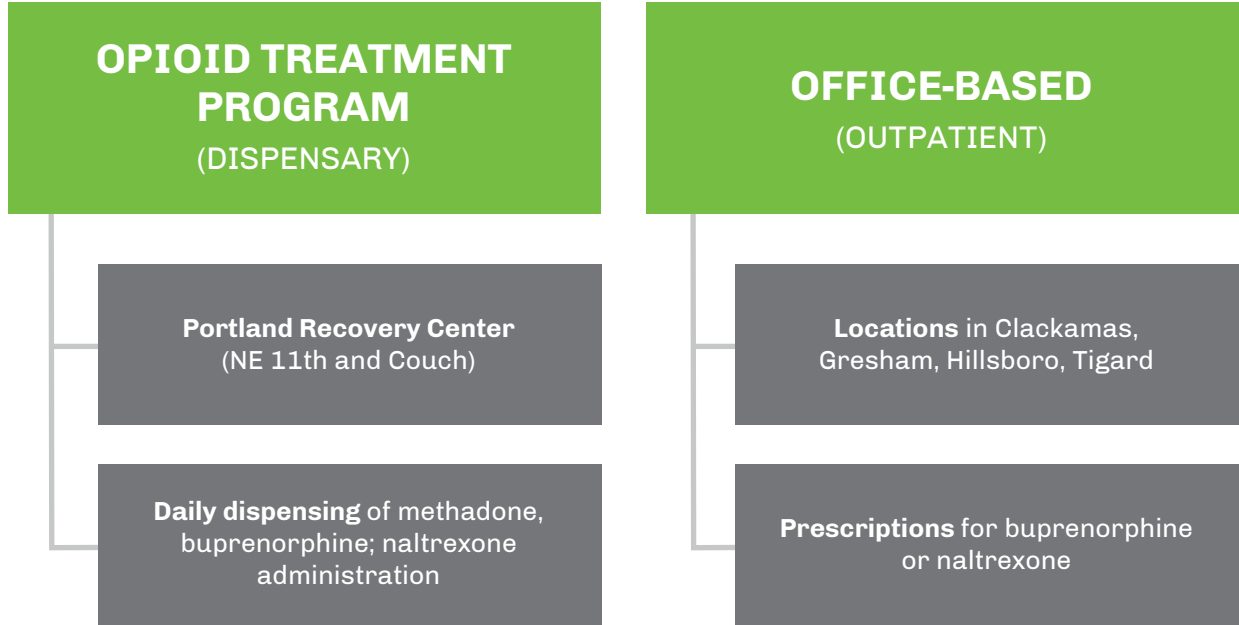 OPIOID TREATMENT
PROGRAM
(DISPENSARY)
Portland Recovery Center
(NE 11th and Couch)
Daily dispensing of methadone,
buprenorphine; naltrexone
administration
OFFICE-BASED
(OUTPATIENT)
Locations in Clackamas,
Gresham, Hillsboro, Tigard
Prescriptions for buprenorphine
or naltrexone